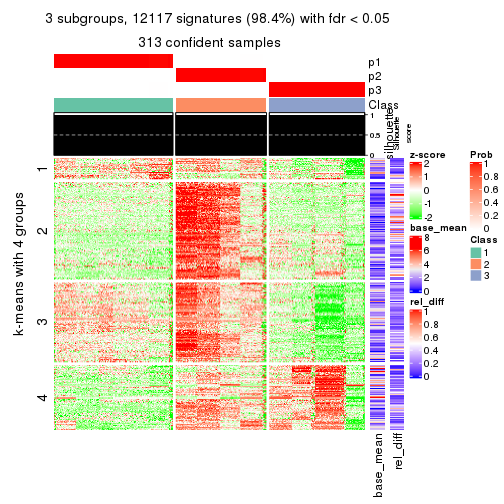 3 subgroups, 12117 signatures (98.4%) with fdr < 0.05
313 confident samples
p1
p2
p3
Class
1
0.5
0
silhouette
Silhouette
score
k-means with 4 groups
1
2
3
4
z-score
2
1
0
-1
-2
base_mean
8
6
4
2
0
rel_diff
1
0.8
0.6
0.4
0.2
0
Prob
1
0.8
0.6
0.4
0.2
0
Class
1
2
3
base_mean
rel_diff